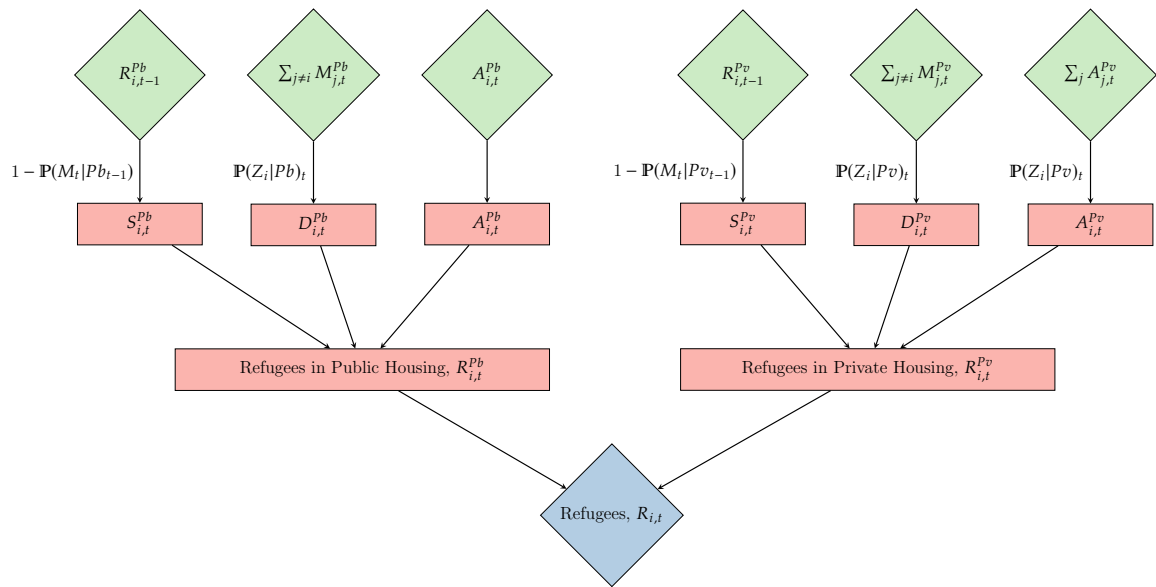 R^{Pb}_{i,t−1}
∑_{j≠i} M^{Pb}_{j,t}
A^{Pb}_{i,t}
R^{Pv}_{i,t−1}
∑_{j≠i} M^{Pv}_{j,t}
∑_j A^{Pv}_{j,t}
1 − ℙ(M_t|Pb_{t−1})
ℙ(Z_i|Pb)_t
1 − ℙ(M_t|Pv_{t−1})
ℙ(Z_i|Pv)_t
ℙ(Z_i|Pv)_t
S^{Pb}_{i,t}
D^{Pb}_{i,t}
A^{Pb}_{i,t}
S^{Pv}_{i,t}
D^{Pv}_{i,t}
A^{Pv}_{i,t}
Refugees in Public Housing, R^{Pb}_{i,t}
Refugees in Private Housing, R^{Pv}_{i,t}
Refugees, R_{i,t}